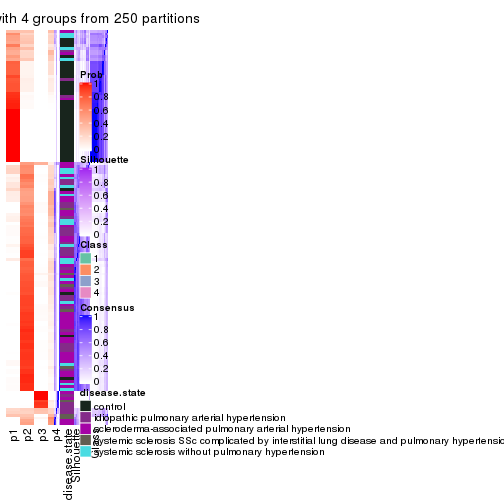 with 4 groups from 250 partitions
Prob
1
0.8
0.6
0.4
0.2
0
Silhouette
1
0.8
0.6
0.4
0.2
0
Class
1
2
3
4
Consensus
1
0.8
0.6
0.4
0.2
0
disease.state
control
idiopathic pulmonary arterial hypertension
scleroderma-associated pulmonary arterial hypertension
systemic sclerosis SSc complicated by interstitial lung disease and pulmonary hypertension
systemic sclerosis without pulmonary hypertension
p1
p2
p3
p4
disease.state
Silhouette